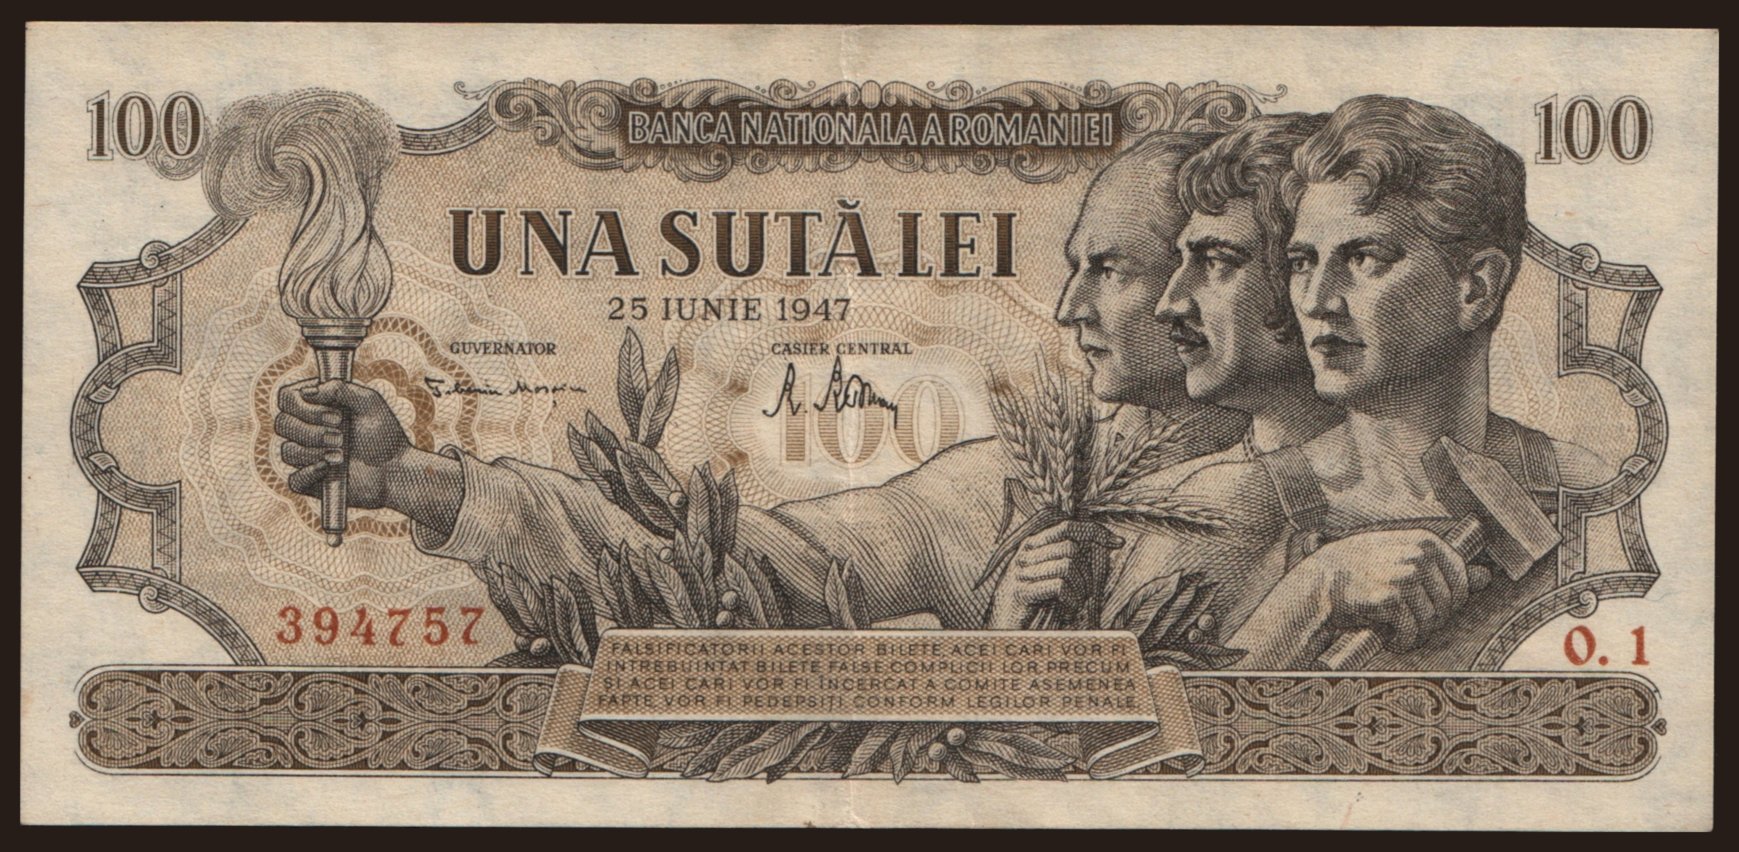 100
BANCA NATIONALA A ROMANIEI
100
UNA SUTĂ LEI
25 IUNIE 1947
GUVERNATOR
CASIER CENTRAL
100
394757
O. 1
FALSIFICATORII ACESTOR BILETE ACEI CARI VOR FI
INTREBUINTAT BILETE FALSE COMPLICII LOR PRECUM
SI ACEI CARI VOR FI INCERCAT A COMITE ASEMENEA
FAPTE, VOR FI PEDEPSIȚI CONFORM LEGILOR PENALE.